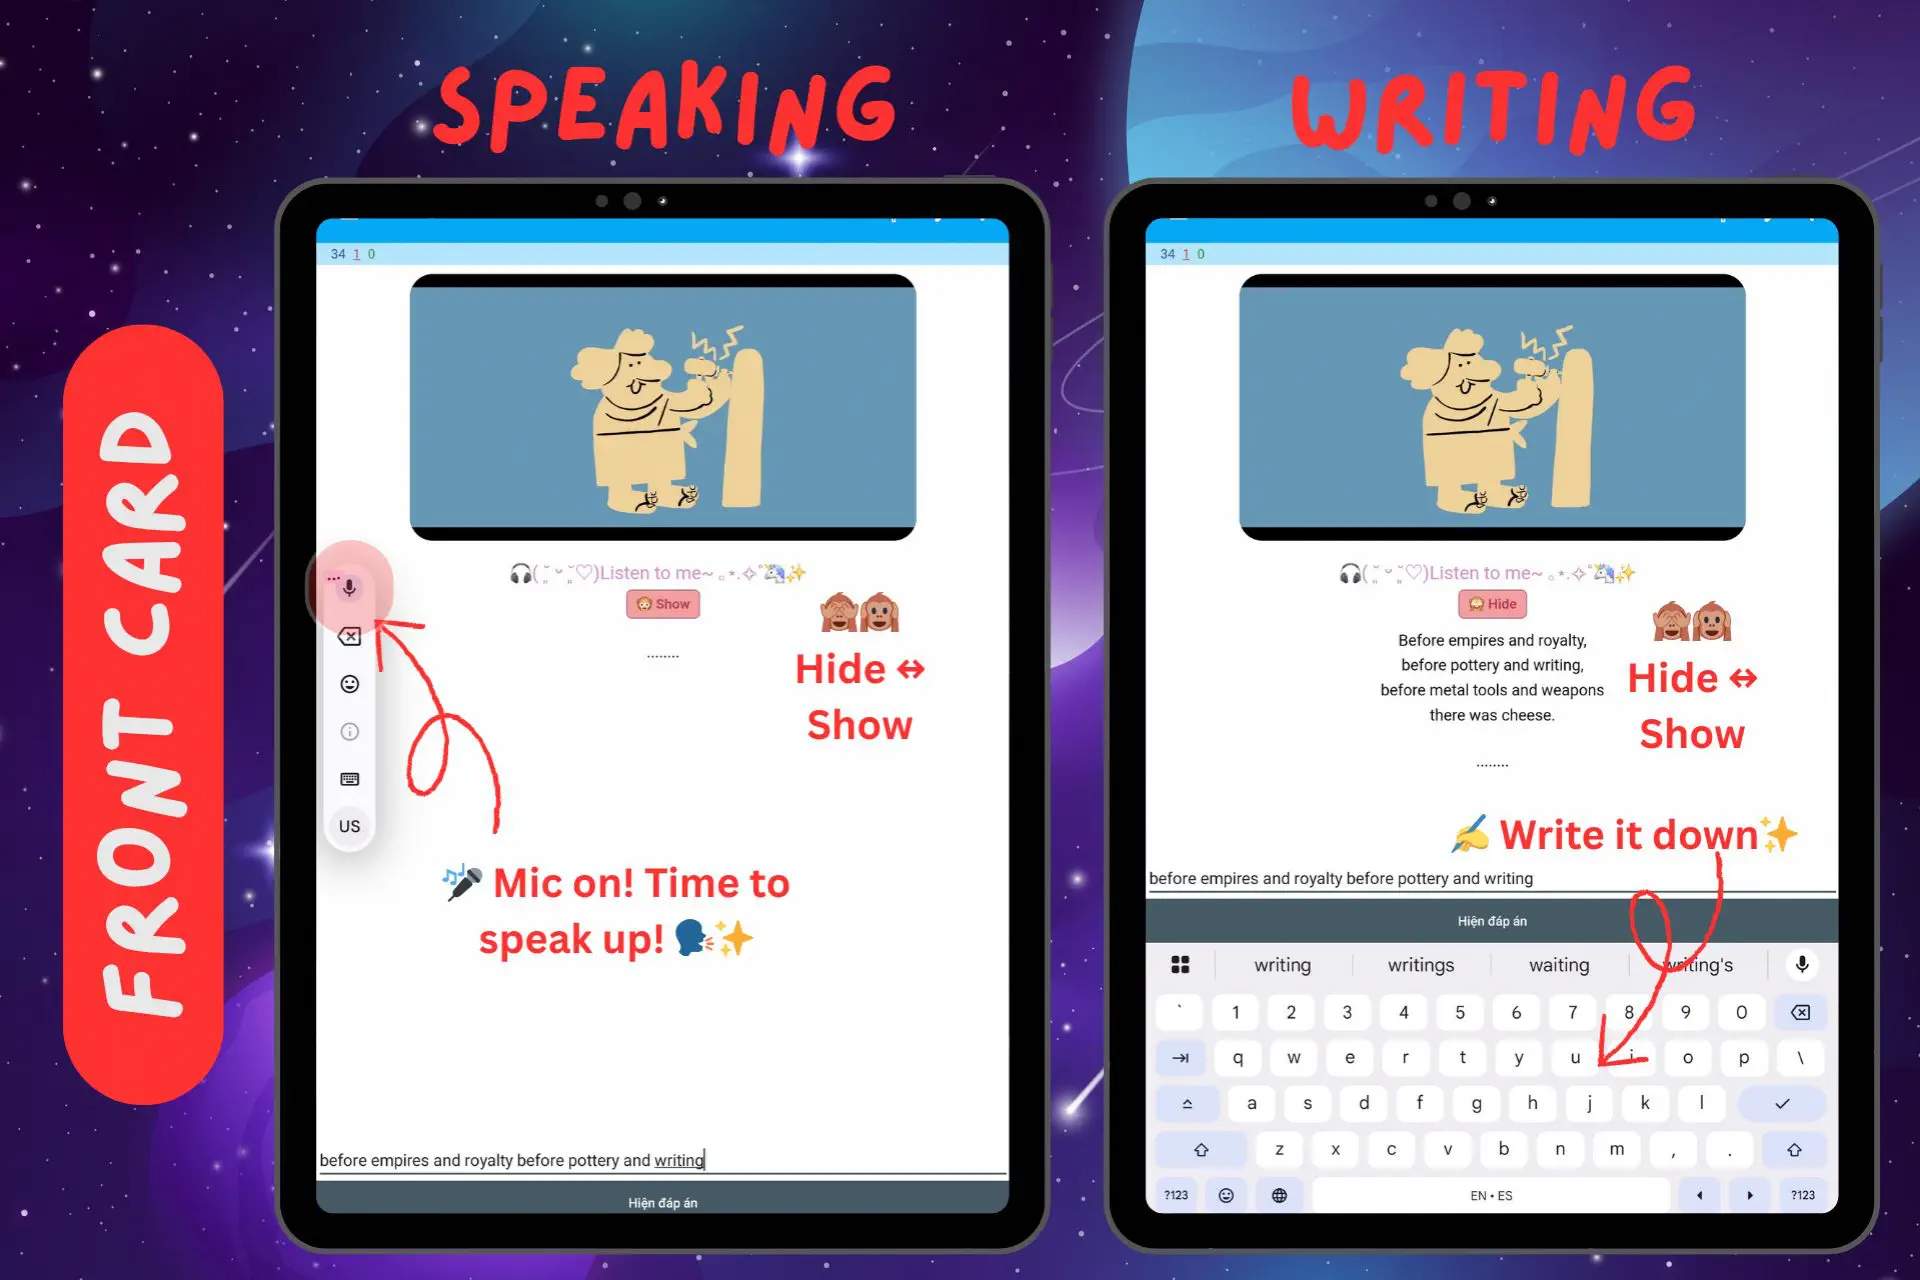 SPEAKING
WRITING
FRONT CARD
34 1 0
🎧( ˘͈ ᵕ ˘͈♡)Listen to me~ ｡⋆.✧˚🦄✨
🐵 Show
........
🙈🐵
Hide ↔
Show
US
🎤 Mic on! Time to
speak up! 🗣✨
before empires and royalty before pottery and writing
Hiện đáp án
34 1 0
🎧( ˘͈ ᵕ ˘͈♡)Listen to me~ ｡⋆.✧˚🦄✨
🙈 Hide
Before empires and royalty,
before pottery and writing,
before metal tools and weapons
there was cheese.
........
🙈🐵
Hide ↔
Show
✍ Write it down✨
before empires and royalty before pottery and writing
Hiện đáp án
writing writings waiting writing's
` 1 2 3 4 5 6 7 8 9 0
q w e r t y u i o p \
a s d f g h j k l
z x c v b n m , .
?123 EN • ES ?123